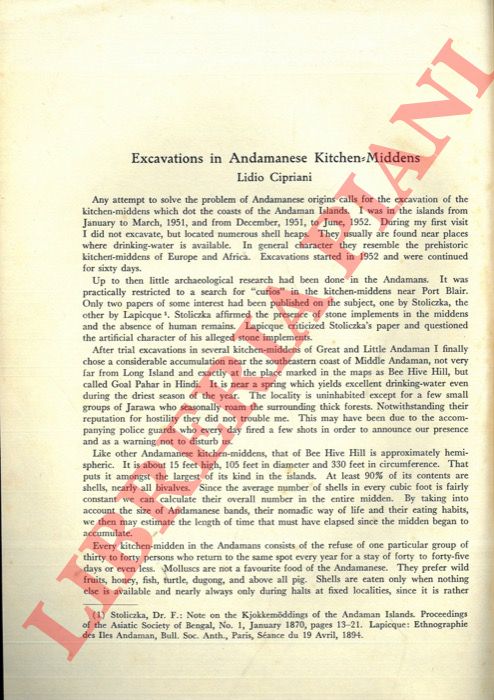 Excavations in Andamanese Kitchen-Middens
Lidio Cipriani
Any attempt to solve the problem of Andamanese origins calls for the excavation of the
kitchen-middens which dot the coasts of the Andaman Islands. I was in the islands from
January to March, 1951, and from December, 1951, to June, 1952. During my first visit
I did not excavate, but located numerous shell heaps. They usually are found near places
where drinking-water is available. In general character they resemble the prehistoric
kitchen-middens of Europe and Africa. Excavations started in 1952 and were continued
for sixty days.
Up to then little archaeological research had been done in the Andamans. It was
practically restricted to a search for "curios" in the kitchen-middens near Port Blair.
Only two papers of some interest had been published on the subject, one by Stoliczka, the
other by Lapicque¹. Stoliczka affirmed the presence of stone implements in the middens
and the absence of human remains. Lapicque criticized Stoliczka's paper and questioned
the artificial character of his alleged stone implements.
After trial excavations in several kitchen-middens of Great and Little Andaman I finally
chose a considerable accumulation near the southeastern coast of Middle Andaman, not very
far from Long Island and exactly at the place marked in the maps as Bee Hive Hill, but
called Goal Pahar in Hindi. It is near a spring which yields excellent drinking-water even
during the driest season of the year. The locality is uninhabited except for a few small
groups of Jarawa who seasonally roam the surrounding thick forests. Notwithstanding their
reputation for hostility they did not trouble me. This may have been due to the accom-
panying police guards who every day fired a few shots in order to announce our presence
and as a warning not to disturb us.
Like other Andamanese kitchen-middens, that of Bee Hive Hill is approximately hemi-
spheric. It is about 15 feet high, 105 feet in diameter and 330 feet in circumference. That
puts it amongst the largest of its kind in the islands. At least 90% of its contents are
shells, nearly all bivalves. Since the average number of shells in every cubic foot is fairly
constant we can calculate their overall number in the entire midden. By taking into
account the size of Andamanese bands, their nomadic way of life and their eating habits,
we thus may estimate the length of time that must have elapsed since the midden began to
accumulate.
Every kitchen-midden in the Andamans consists of the refuse of one particular group of
thirty to forty persons who return to the same spot every year for a stay of forty to forty-five
days or even less. Molluscs are not a favourite food of the Andamanese. They prefer wild
fruits, honey, fish, turtle, dugong, and above all pig. Shells are eaten only when nothing
else is available and nearly always only during halts at fixed localities, since it is rather
(1) Stoliczka, Dr. F.: Note on the Kjokkemöddings of the Andaman Islands. Proceedings
of the Asiatic Society of Bengal, No. 1, January 1870, pages 13-21. Lapicque: Ethnographie
des Iles Andaman, Bull. Soc. Anth., Paris, Séance du 19 Avril, 1894.
LIBRERIA PIANI